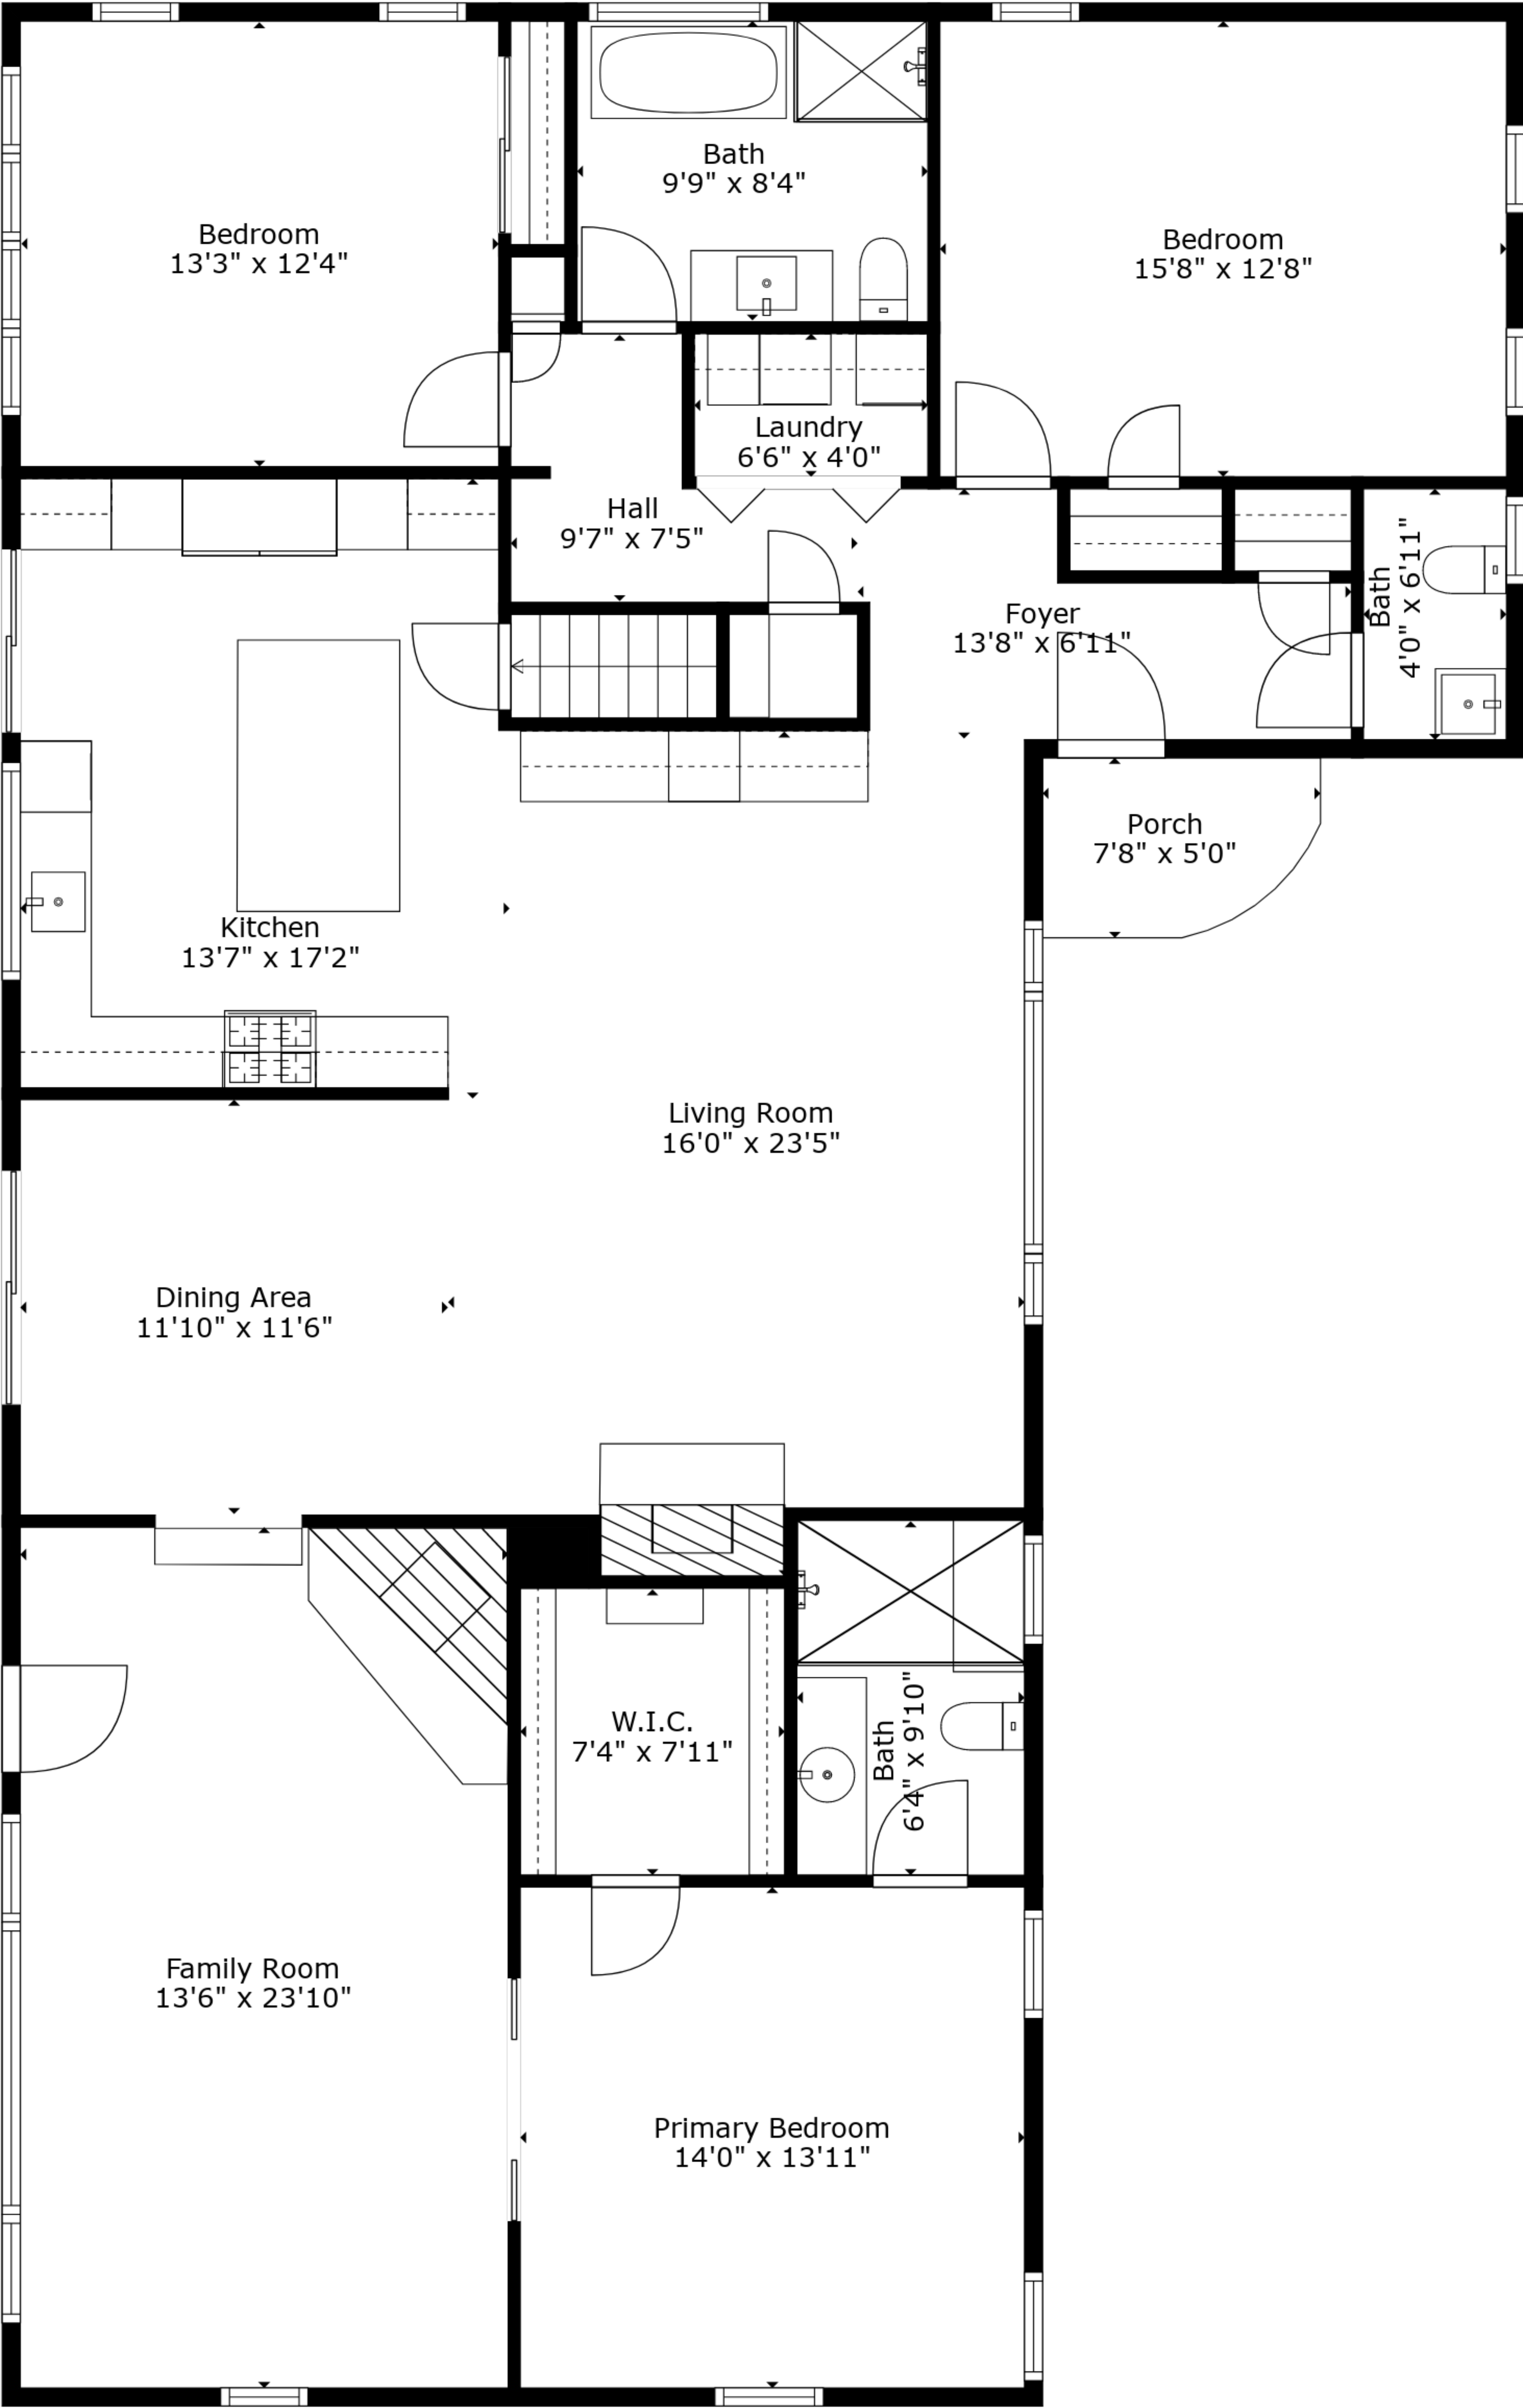 Bath
9'9" x 8'4"
Bedroom
13'3" x 12'4"
Bedroom
15'8" x 12'8"
Laundry
6'6" x 4'0"
Hall
9'7" x 7'5"
Foyer
13'8" x 6'11"
Bath
4'0" x 6'11"
Porch
7'8" x 5'0"
Kitchen
13'7" x 17'2"
Living Room
16'0" x 23'5"
Dining Area
11'10" x 11'6"
W.I.C.
7'4" x 7'11"
Bath
6'4" x 9'10"
Family Room
13'6" x 23'10"
Primary Bedroom
14'0" x 13'11"